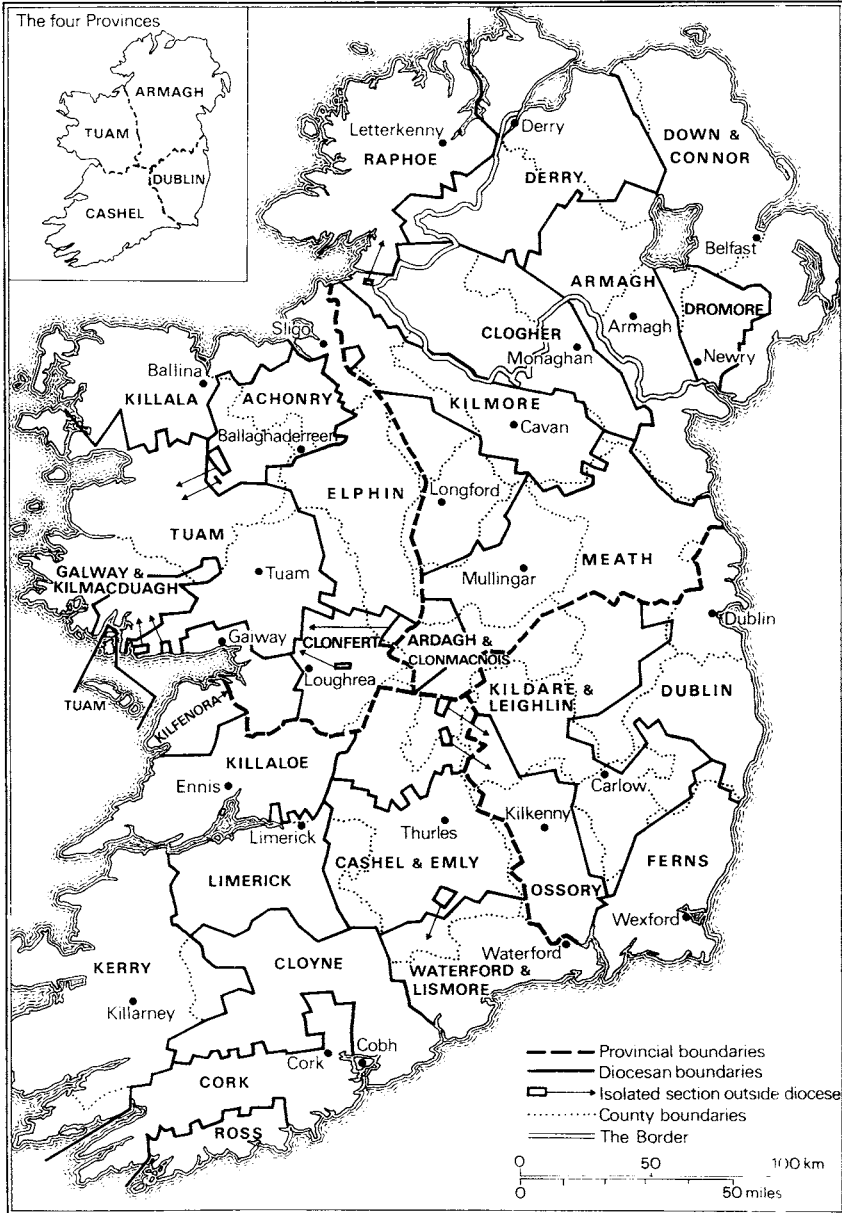 The four Provinces
ARMAGH
TUAM
DUBLIN
CASHEL
Letterkenny
RAPHOE
Derry
DERRY
DOWN &
CONNOR
Belfast
ARMAGH
Armagh
DROMORE
Newry
CLOGHER
Monaghan
Sligo
Ballina
KILLALA
ACHONRY
Ballaghaderreen
KILMORE
Cavan
ELPHIN
Longford
TUAM
Tuam
MEATH
Mullingar
GALWAY &
KILMACDUAGH
Galway
CLONFERT
Loughrea
ARDAGH &
CLONMACNOIS
Dublin
TUAM
KILFENORA
KILDARE &
LEIGHLIN
DUBLIN
KILLALOE
Ennis
Carlow
Limerick
Thurles
Kilkenny
CASHEL & EMLY
LIMERICK
OSSORY
FERNS
Wexford
Waterford
WATERFORD &
LISMORE
KERRY
Killarney
CLOYNE
Cork
Cobh
CORK
ROSS
Provincial boundaries
Diocesan boundaries
Isolated section outside diocese
County boundaries
The Border
0 50 100 km
0 50 miles